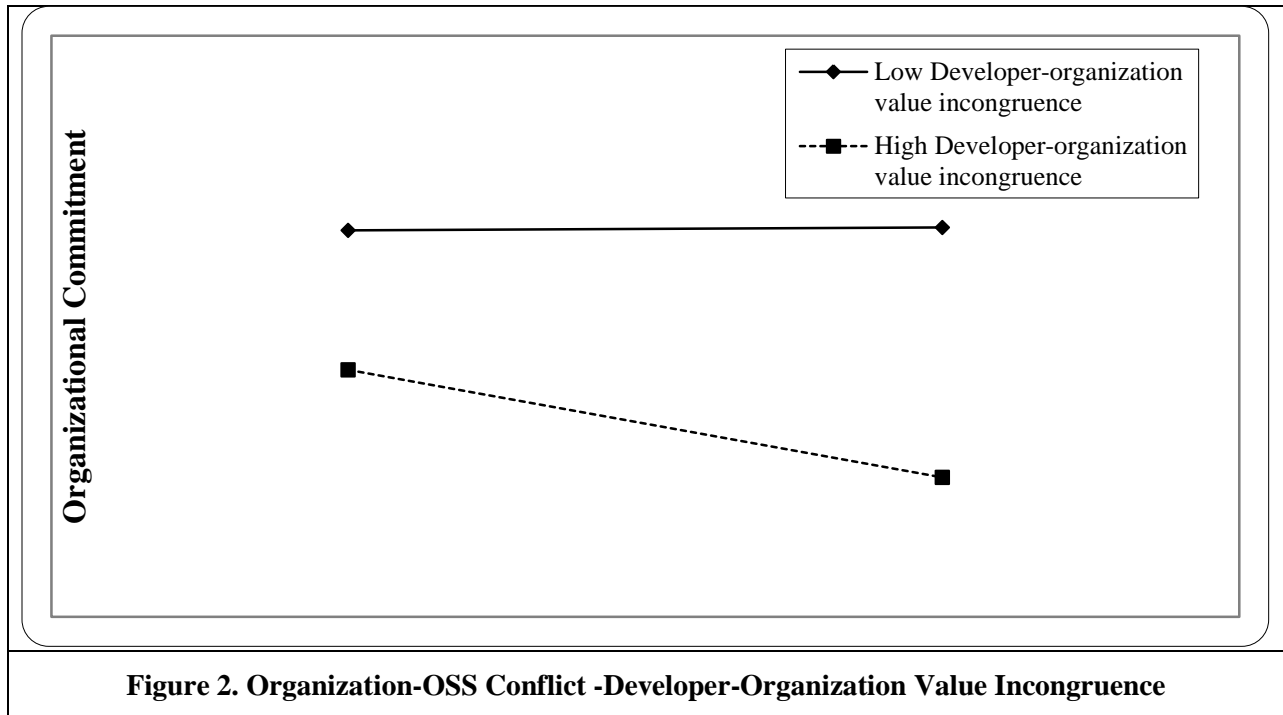 Low Developer-organization
value incongruence
High Developer-organization
value incongruence
Organizational Commitment
Figure 2. Organization-OSS Conflict -Developer-Organization Value Incongruence